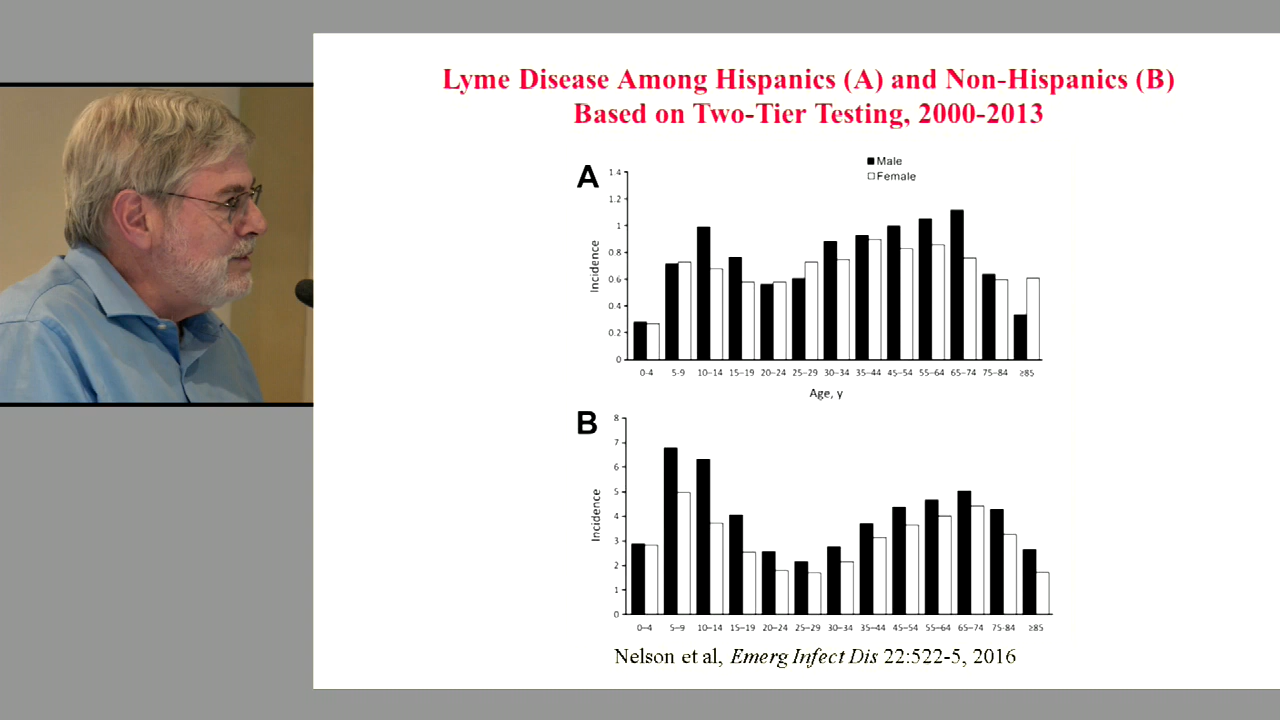 Lyme Disease Among Hispanics (A) and Non-Hispanics (B)
Based on Two-Tier Testing, 2000-2013
Male
Female
A
1.4
1.2
1
0.8
0.6
0.4
0.2
0
Incidence
0-4 5-9 10-14 15-19 20-24 25-29 30-34 35-44 45-54 55-64 65-74 75-84 ≥85
Age, y
B
8
7
6
5
4
3
2
1
0
Incidence
0-4 5-9 10-14 15-19 20-24 25-29 30-34 35-44 45-54 55-64 65-74 75-84 ≥85
Nelson et al, Emerg Infect Dis 22:522-5, 2016